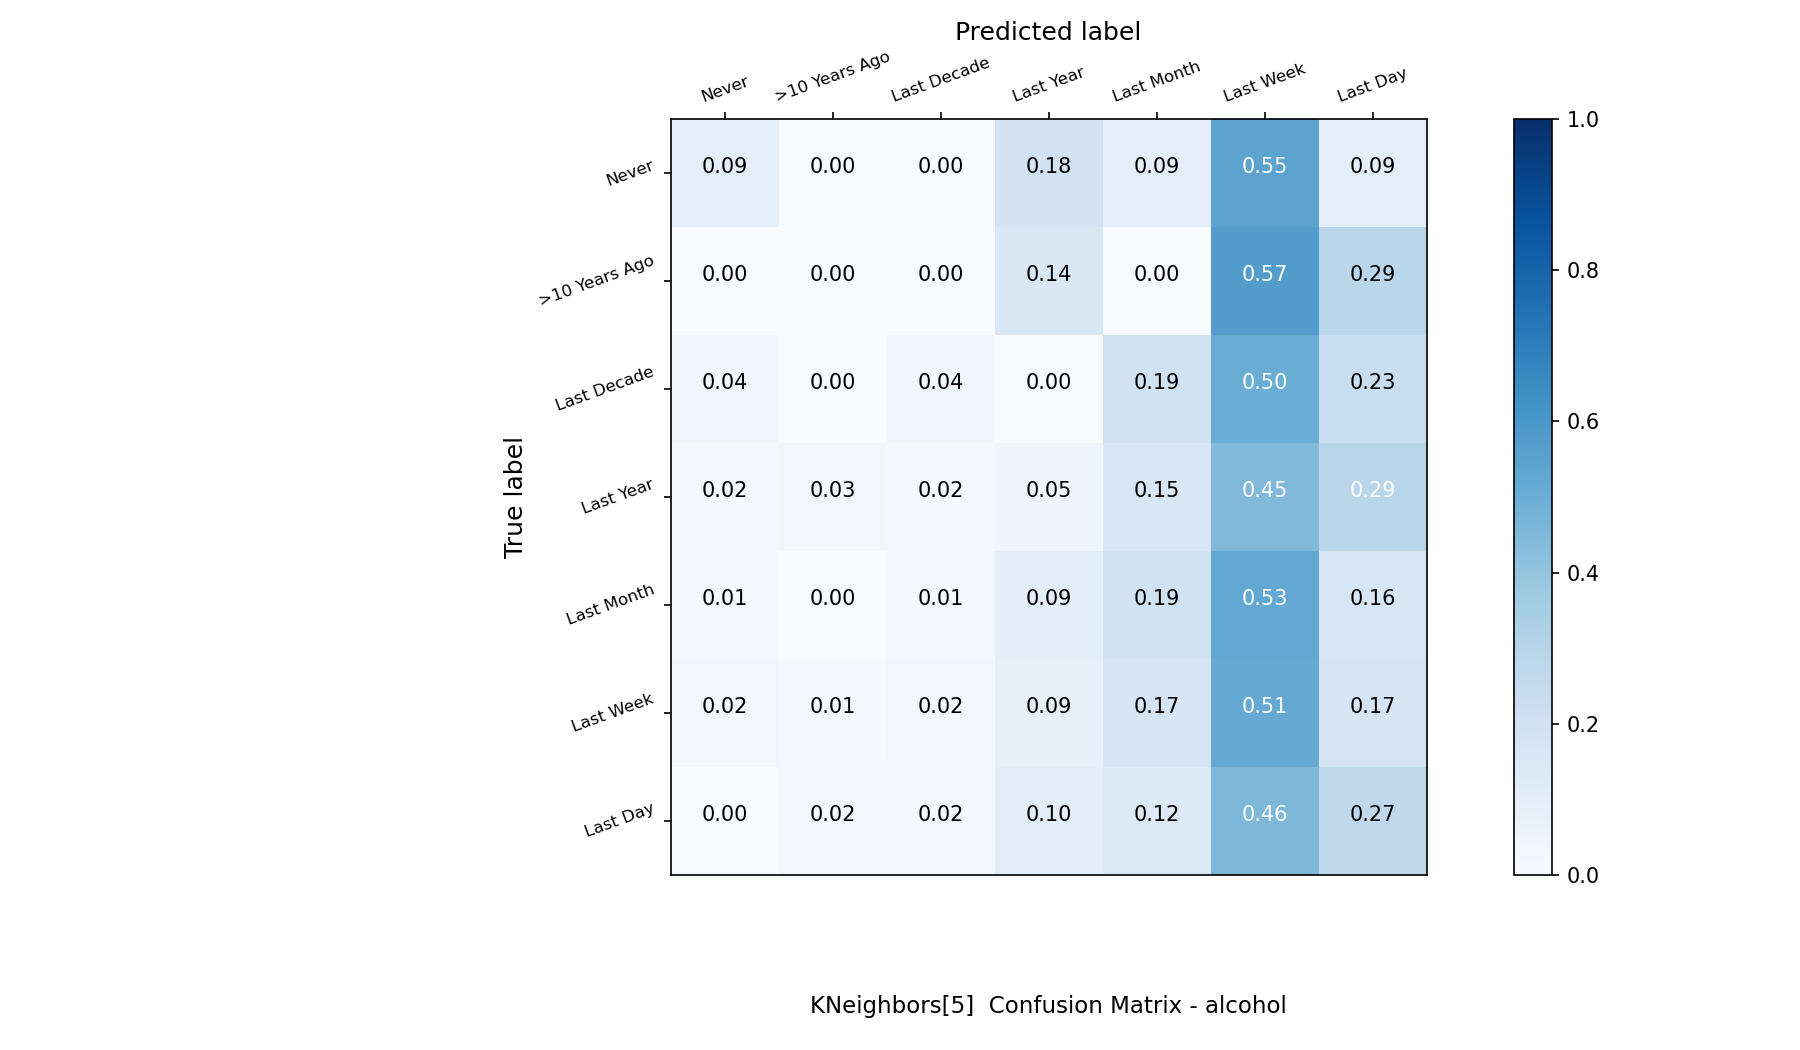 Predicted label
Never >10 Years Ago Last Decade Last Year Last Month Last Week Last Day
Never 0.09 0.00 0.00 0.18 0.09 0.55 0.09
>10 Years Ago 0.00 0.00 0.00 0.14 0.00 0.57 0.29
Last Decade 0.04 0.00 0.04 0.00 0.19 0.50 0.23
Last Year 0.02 0.03 0.02 0.05 0.15 0.45 0.29
Last Month 0.01 0.00 0.01 0.09 0.19 0.53 0.16
Last Week 0.02 0.01 0.02 0.09 0.17 0.51 0.17
Last Day 0.00 0.02 0.02 0.10 0.12 0.46 0.27
True label
1.0
0.8
0.6
0.4
0.2
0.0
KNeighbors[5]  Confusion Matrix - alcohol